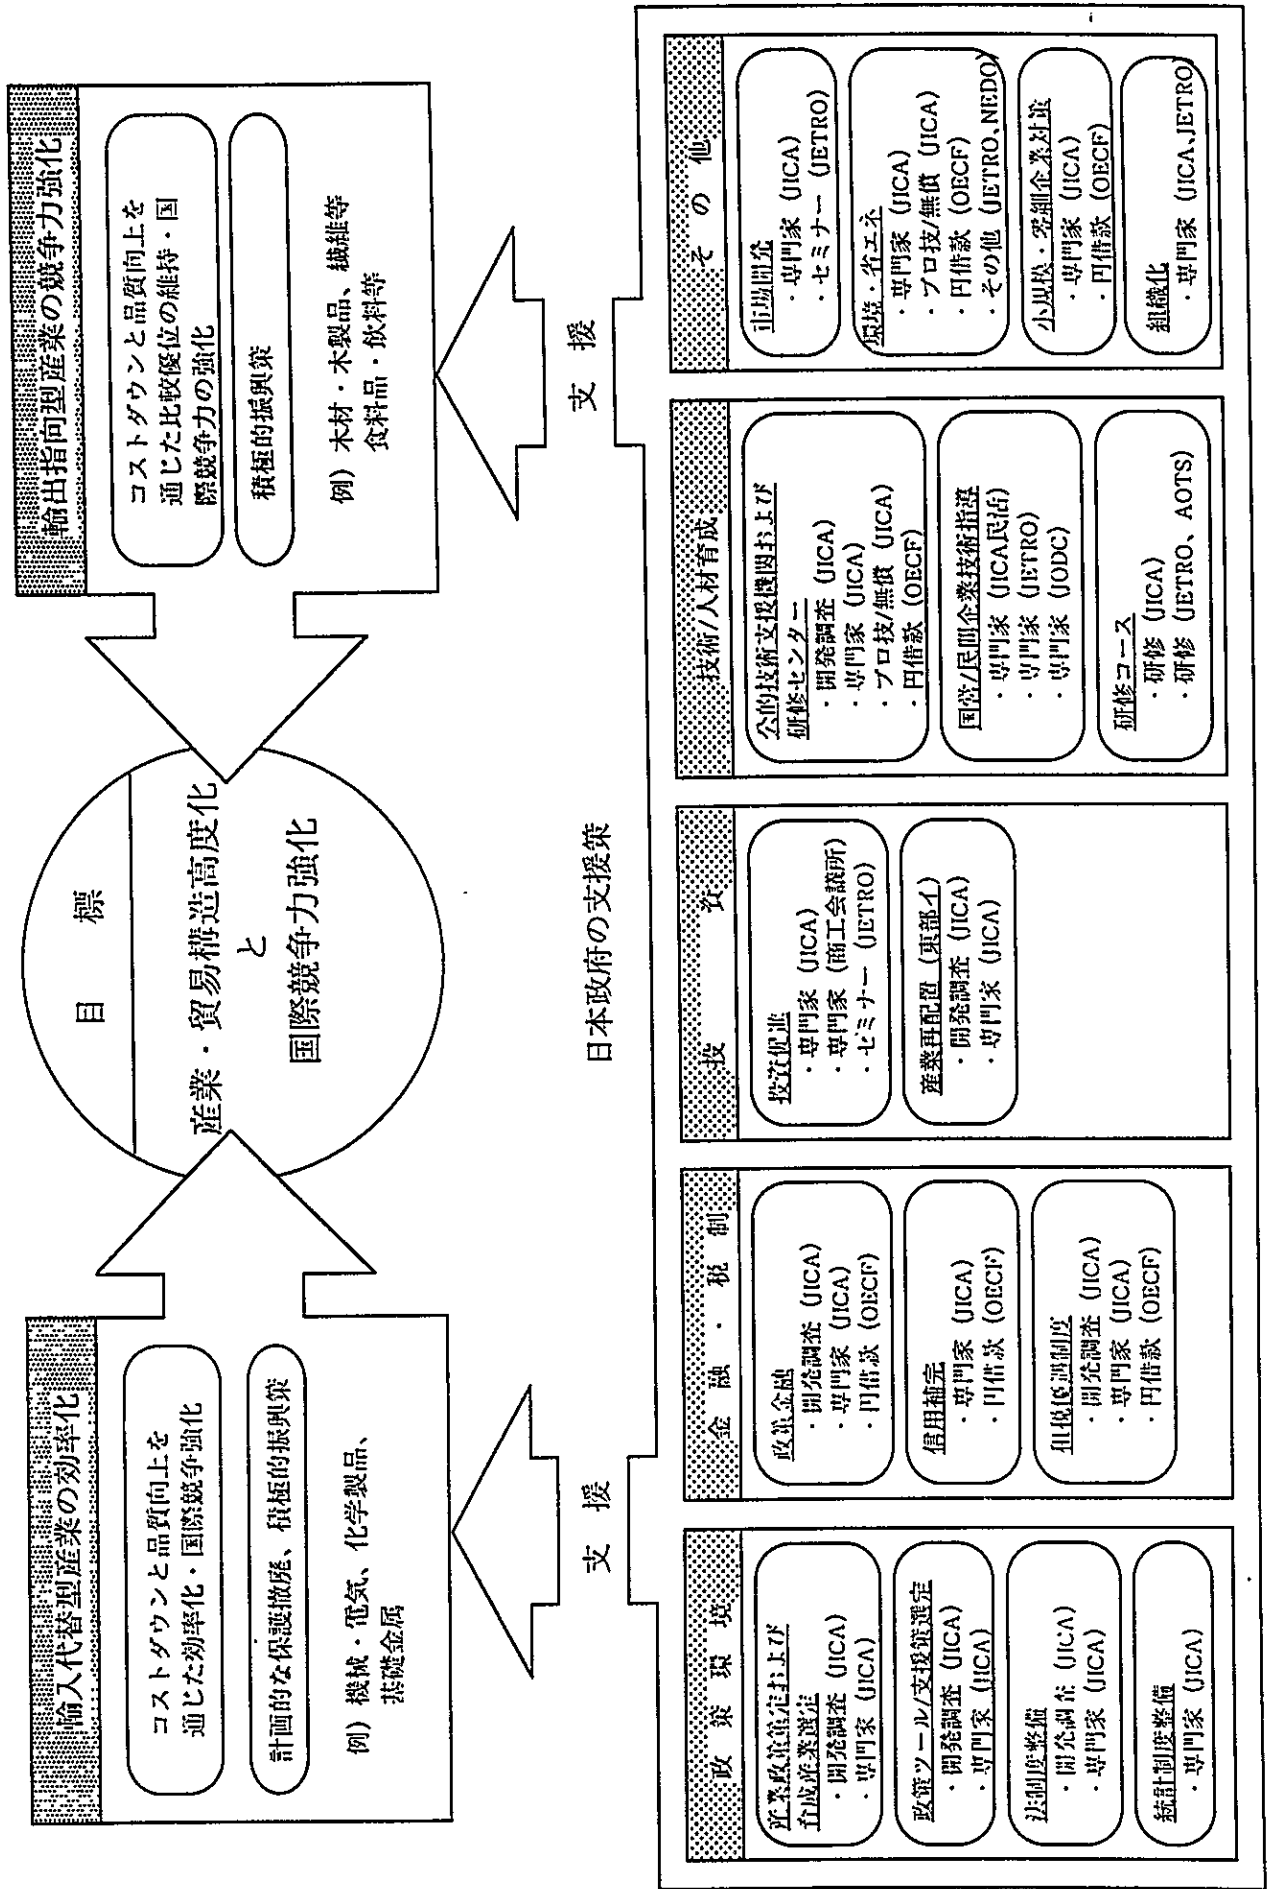 輸入代替型産業の効率化
コストダウンと品質向上を
通じた効率化・国際競争強化
計画的な保護撤廃、積極的振興策
例）機械・電気、化学製品、
基礎金属
目　標
産業・貿易構造高度化
と
国際競争力強化
輸出指向型産業の競争力強化
コストダウンと品質向上を
通じた比較優位の維持・国
際競争力の強化
積極的振興策
例）木材・木製品、繊維等
食料品・飲料等
支　援
支　援
日本政府の支援策
政　策　環　境
産業政策策定および
育成産業選定
・開発調査 (JICA)
・専門家 (JICA)
政策ツール/支援策選定
・開発調査 (JICA)
・専門家 (JICA)
法制度整備
・開発調査 (JICA)
・専門家 (JICA)
統計制度整備
・専門家 (JICA)
金　融　・　税　制
政策金融
・開発調査 (JICA)
・専門家 (JICA)
・円借款 (OECF)
信用補完
・専門家 (JICA)
・円借款 (OECF)
租税優遇制度
・開発調査 (JICA)
・専門家 (JICA)
・円借款 (OECF)
投　資
投資促進
・専門家 (JICA)
・専門家 (商工会議所)
・セミナー (JETRO)
産業再配置（東部イ）
・開発調査 (JICA)
・専門家 (JICA)
技術/人材育成
公的技術支援機関および
研修センター
・開発調査 (JICA)
・専門家 (JICA)
・プロ技/無償 (JICA)
・円借款 (OECF)
国営/民間企業技術指導
・専門家 (JICA民活)
・専門家 (JETRO)
・専門家 (JODC)
研修コース
・研修 (JICA)
・研修 (JETRO、AOTS)
そ　の　他
市場開発
・専門家 (JICA)
・セミナー (JETRO)
環境・省エネ
・専門家 (JICA)
・プロ技/無償 (JICA)
・円借款 (OECF)
・その他 (JETRO,NEDO)
小規模・零細企業対策
・専門家 (JICA)
・円借款 (OECF)
組織化
・専門家 (JICA,JETRO)